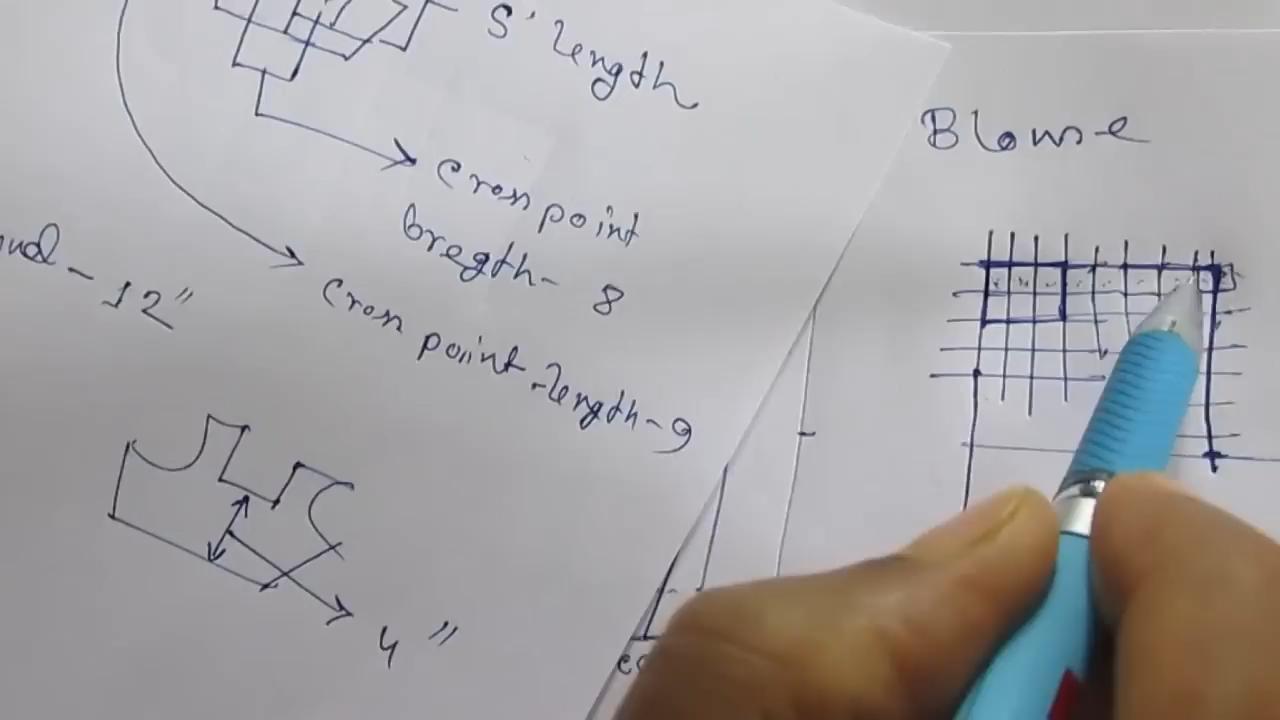 S' length
Blouse
Cross point
bregth - 8
- 12"
Cross point - length - 9
4"